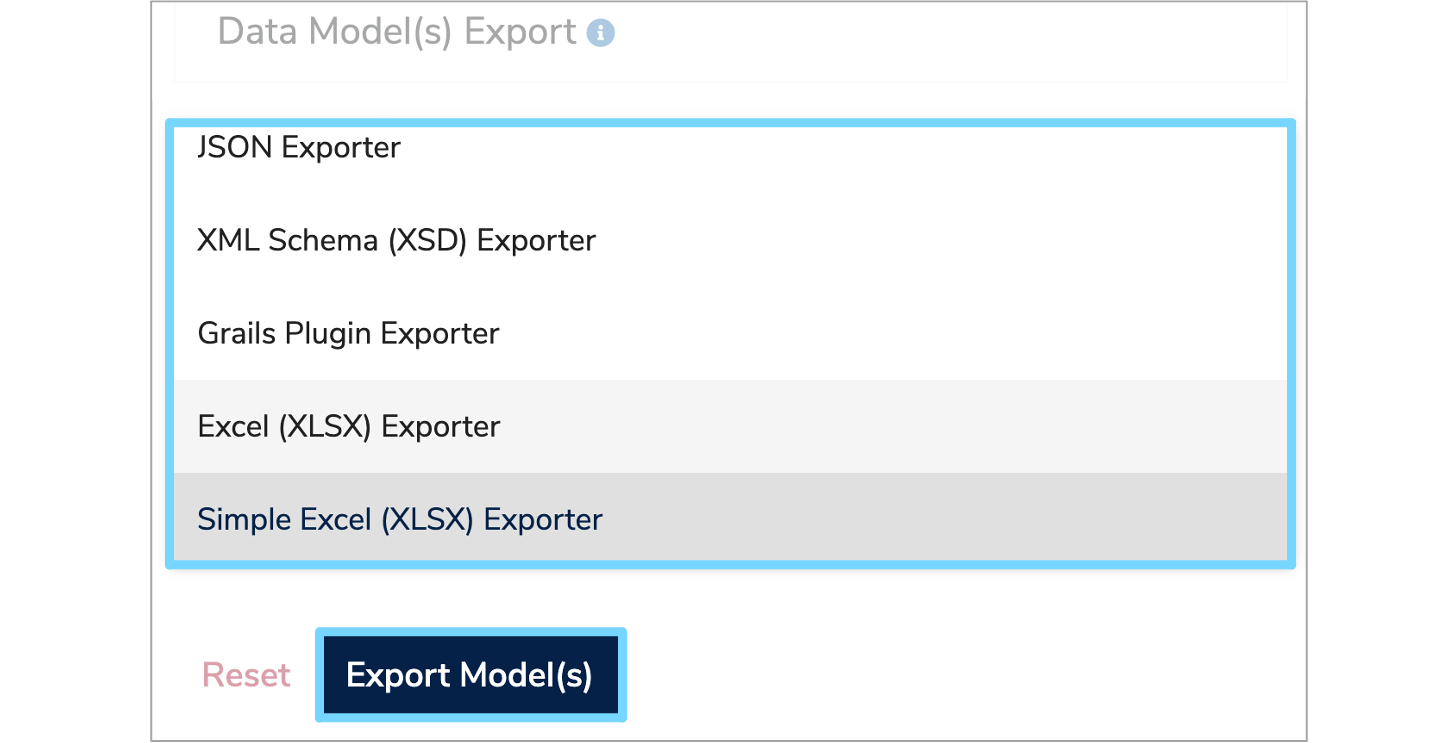 Data Model(s) Export
JSON Exporter
XML Schema (XSD) Exporter
Grails Plugin Exporter
Excel (XLSX) Exporter
Simple Excel (XLSX) Exporter
Reset Export Model(s)